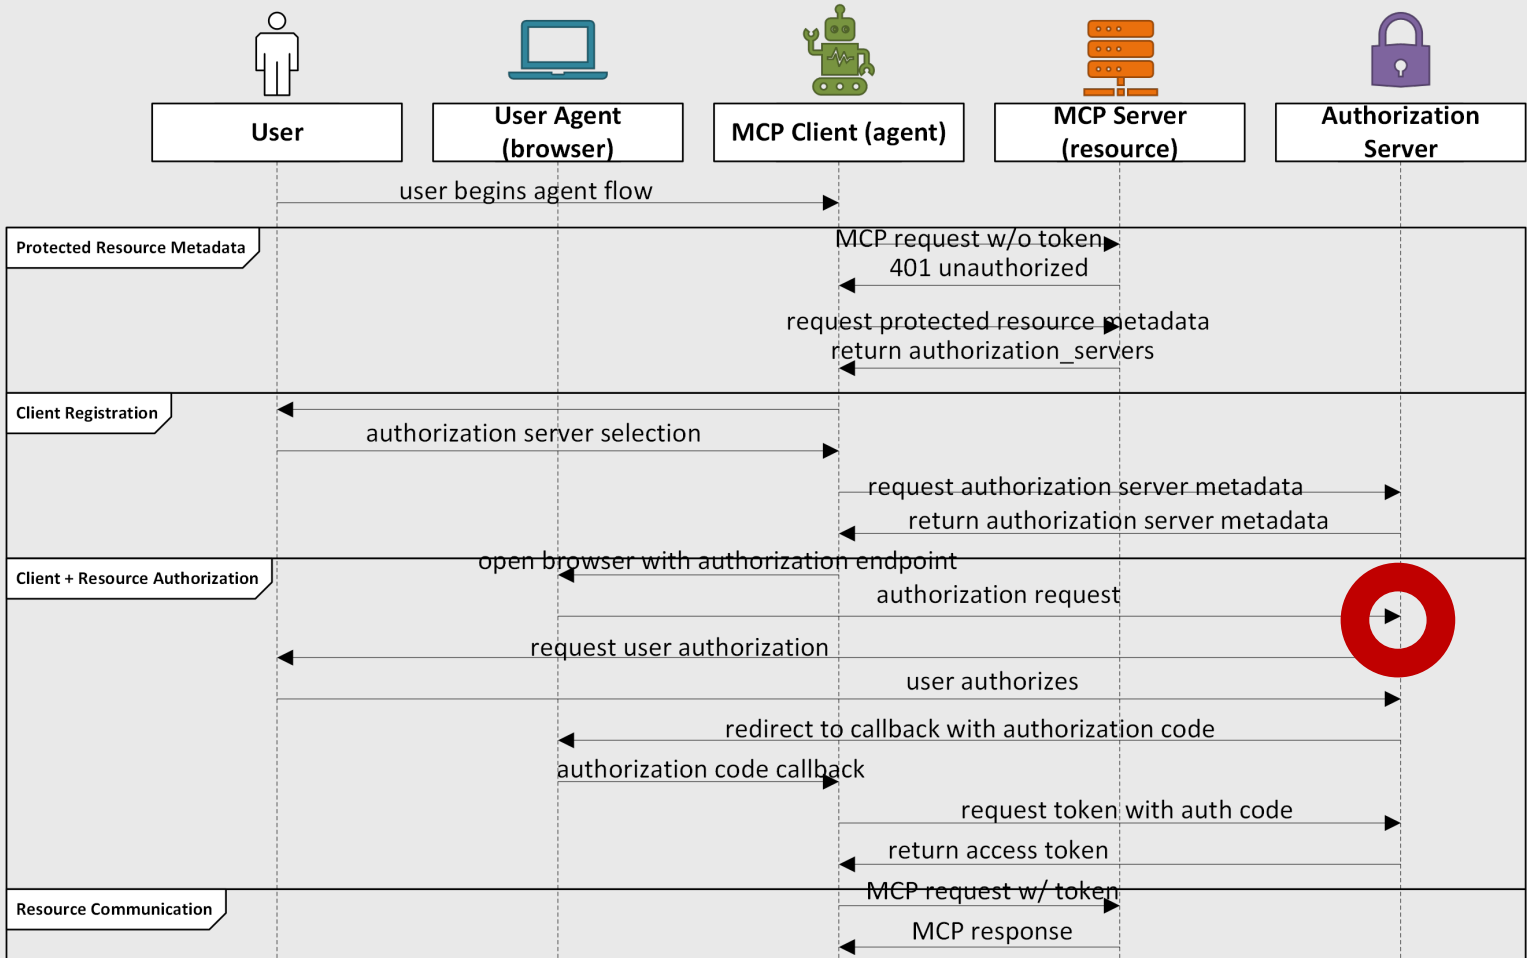 User
User Agent
(browser)
MCP Client (agent)
MCP Server
(resource)
Authorization
Server
user begins agent flow
Protected Resource Metadata
MCP request w/o token
401 unauthorized
request protected resource metadata
return authorization_servers
Client Registration
authorization server selection
request authorization server metadata
return authorization server metadata
Client + Resource Authorization
open browser with authorization endpoint
authorization request
request user authorization
user authorizes
redirect to callback with authorization code
authorization code callback
request token with auth code
return access token
Resource Communication
MCP request w/ token
MCP response